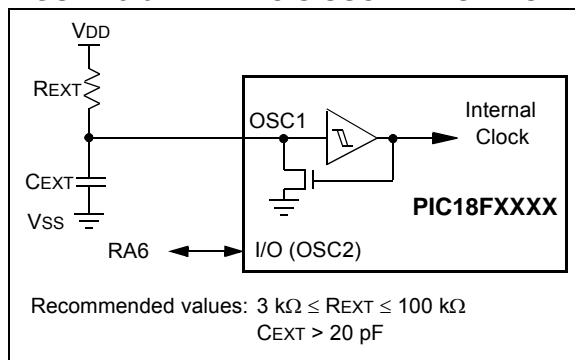 VDD
REXT
OSC1
Internal
Clock
CEXT
PIC18FXXXX
VSS
RA6
I/O (OSC2)
Recommended values: 3 kΩ ≤ REXT ≤ 100 kΩ
CEXT > 20 pF